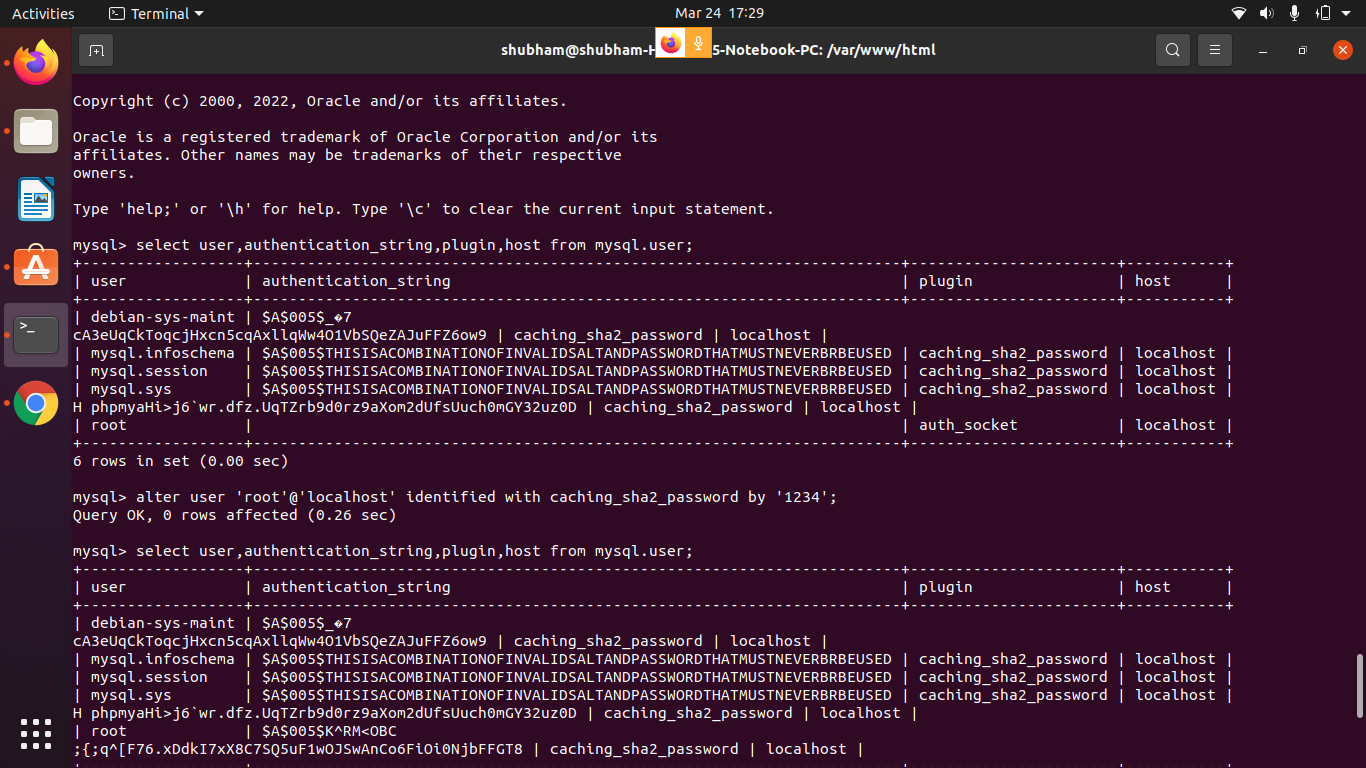 Activities
Terminal
Mar 24 17:29
shubham@shubham-H 5-Notebook-PC: /var/www/html
Copyright (c) 2000, 2022, Oracle and/or its affiliates.
Oracle is a registered trademark of Oracle Corporation and/or its
affiliates. Other names may be trademarks of their respective
owners.
Type 'help;' or '\h' for help. Type '\c' to clear the current input statement.
mysql> select user,authentication_string,plugin,host from mysql.user;
+------------------+------------------------------------------------------------------------+-----------------------+-----------+
| user             | authentication_string                                                  | plugin                | host      |
+------------------+------------------------------------------------------------------------+-----------------------+-----------+
| debian-sys-maint | $A$005$_�7
cA3eUqCkToqcjHxcn5cqAxllqWw4O1VbSQeZAJuFFZ6ow9 | caching_sha2_password | localhost |
| mysql.infoschema | $A$005$THISISACOMBINATIONOFINVALIDSALTANDPASSWORDTHATMUSTNEVERBRBEUSED | caching_sha2_password | localhost |
| mysql.session    | $A$005$THISISACOMBINATIONOFINVALIDSALTANDPASSWORDTHATMUSTNEVERBRBEUSED | caching_sha2_password | localhost |
| mysql.sys        | $A$005$THISISACOMBINATIONOFINVALIDSALTANDPASSWORDTHATMUSTNEVERBRBEUSED | caching_sha2_password | localhost |
H phpmyaHi>j6`wr.dfz.UqTZrb9d0rz9aXom2dUfsUuch0mGY32uz0D | caching_sha2_password | localhost |
| root             |                                                                        | auth_socket           | localhost |
+------------------+------------------------------------------------------------------------+-----------------------+-----------+
6 rows in set (0.00 sec)
mysql> alter user 'root'@'localhost' identified with caching_sha2_password by '1234';
Query OK, 0 rows affected (0.26 sec)
mysql> select user,authentication_string,plugin,host from mysql.user;
+------------------+------------------------------------------------------------------------+-----------------------+-----------+
| user             | authentication_string                                                  | plugin                | host      |
+------------------+------------------------------------------------------------------------+-----------------------+-----------+
| debian-sys-maint | $A$005$_�7
cA3eUqCkToqcjHxcn5cqAxllqWw4O1VbSQeZAJuFFZ6ow9 | caching_sha2_password | localhost |
| mysql.infoschema | $A$005$THISISACOMBINATIONOFINVALIDSALTANDPASSWORDTHATMUSTNEVERBRBEUSED | caching_sha2_password | localhost |
| mysql.session    | $A$005$THISISACOMBINATIONOFINVALIDSALTANDPASSWORDTHATMUSTNEVERBRBEUSED | caching_sha2_password | localhost |
| mysql.sys        | $A$005$THISISACOMBINATIONOFINVALIDSALTANDPASSWORDTHATMUSTNEVERBRBEUSED | caching_sha2_password | localhost |
H phpmyaHi>j6`wr.dfz.UqTZrb9d0rz9aXom2dUfsUuch0mGY32uz0D | caching_sha2_password | localhost |
| root             | $A$005$K^RM<OBC
;{;q^[F76.xDdkI7xX8C7SQ5uF1wOJSwAnCo6FiOi0NjbFFGT8 | caching_sha2_password | localhost |